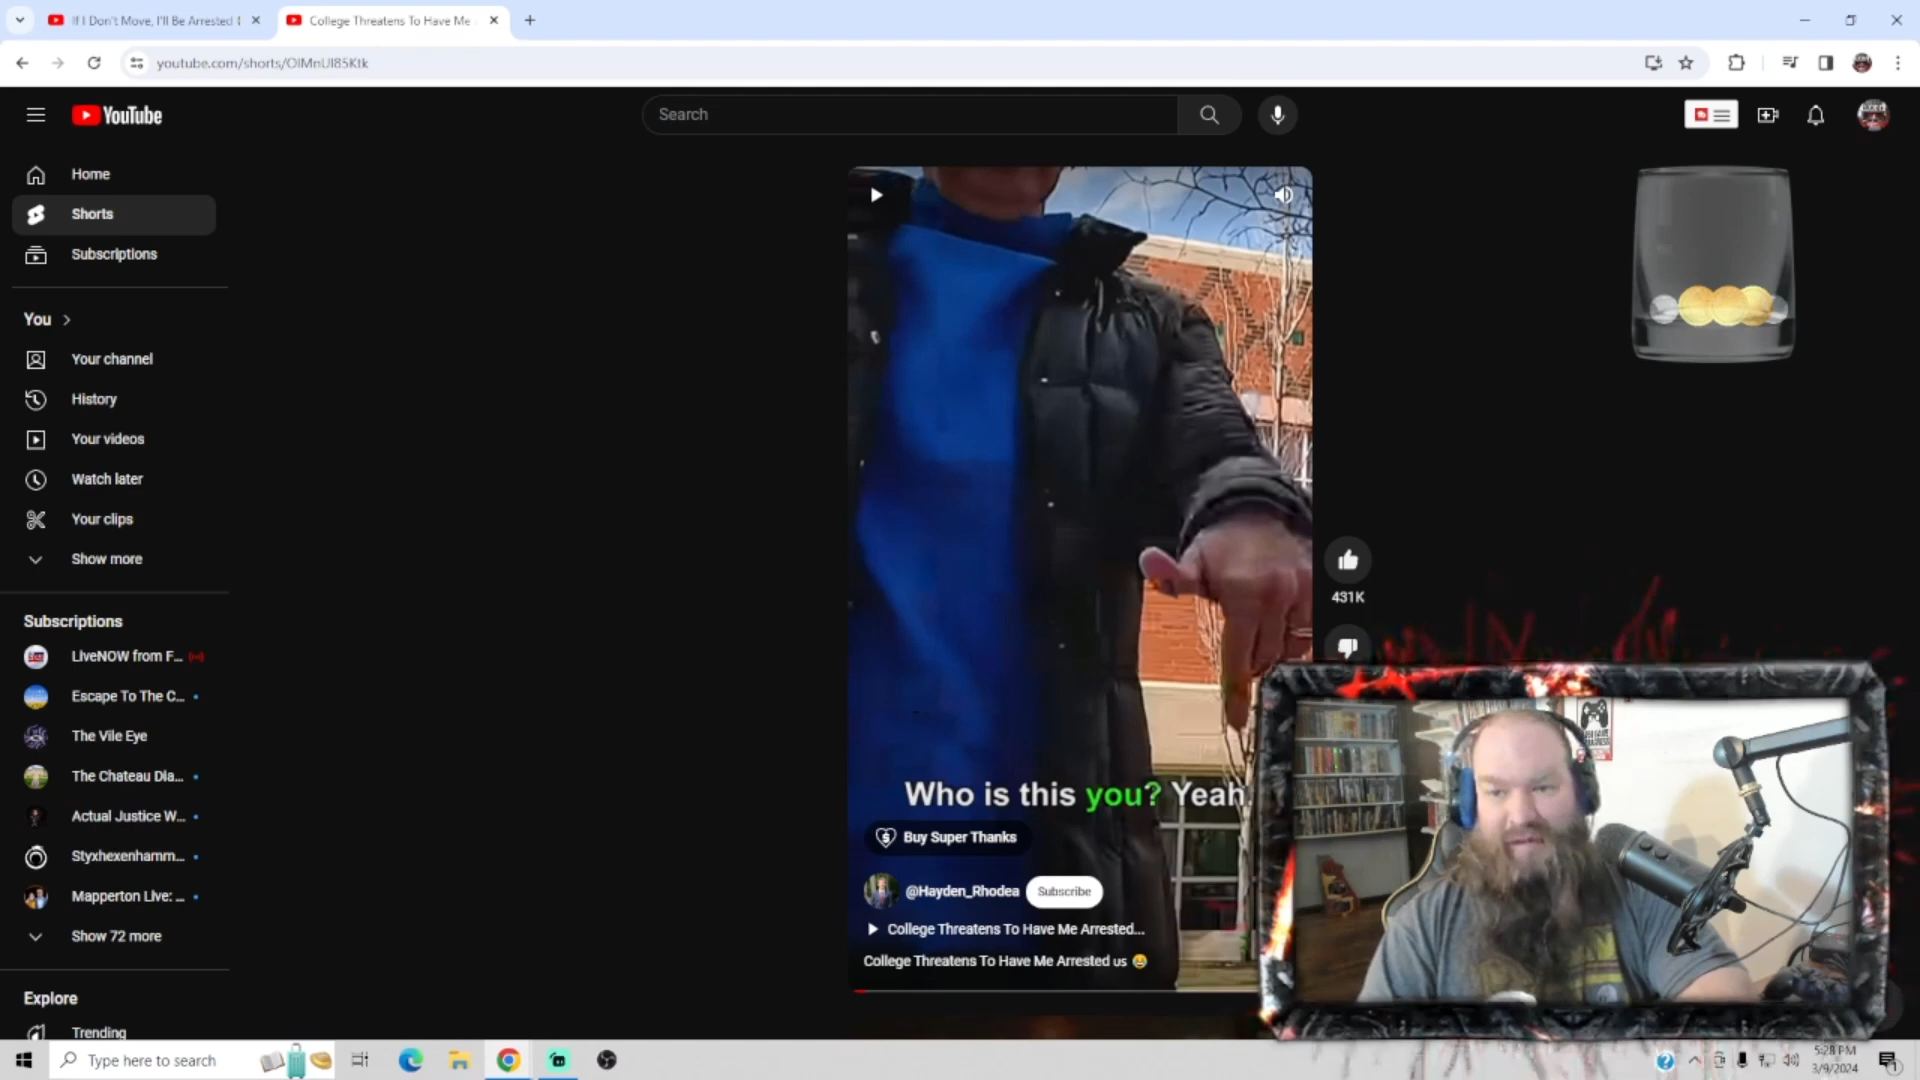 If I Don't Move, I'll Be Arrested
College Threatens To Have Me
youtube.com/shorts/OlMnUl85Ktk
YouTube
Search
Home
Shorts
Subscriptions
You
Your channel
History
Your videos
Watch later
Your clips
Show more
Subscriptions
LiveNOW from F...
Escape To The C...
The Vile Eye
The Chateau Dia...
Actual Justice W...
Styxhexenhamm...
Mapperton Live: ...
Show 72 more
Explore
Trending
431K
Who is this you? Yeah
Buy Super Thanks
@Hayden_Rhodea
Subscribe
College Threatens To Have Me Arrested...
College Threatens To Have Me Arrested us
Type here to search
5:28 PM
3/9/2024